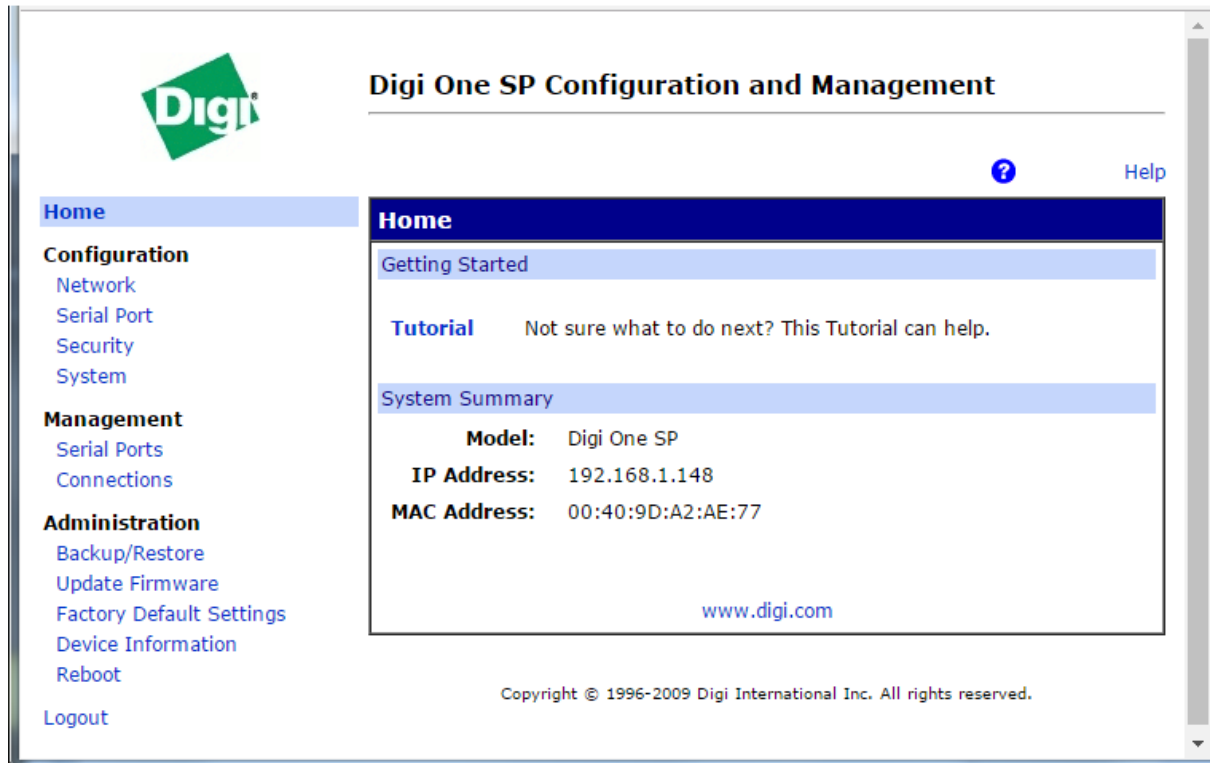 Digi
Digi One SP Configuration and Management
? Help
Home
Configuration
Network
Serial Port
Security
System
Management
Serial Ports
Connections
Administration
Backup/Restore
Update Firmware
Factory Default Settings
Device Information
Reboot
Logout
Home
Getting Started
Tutorial Not sure what to do next? This Tutorial can help.
System Summary
Model: Digi One SP
IP Address: 192.168.1.148
MAC Address: 00:40:9D:A2:AE:77
www.digi.com
Copyright © 1996-2009 Digi International Inc. All rights reserved.